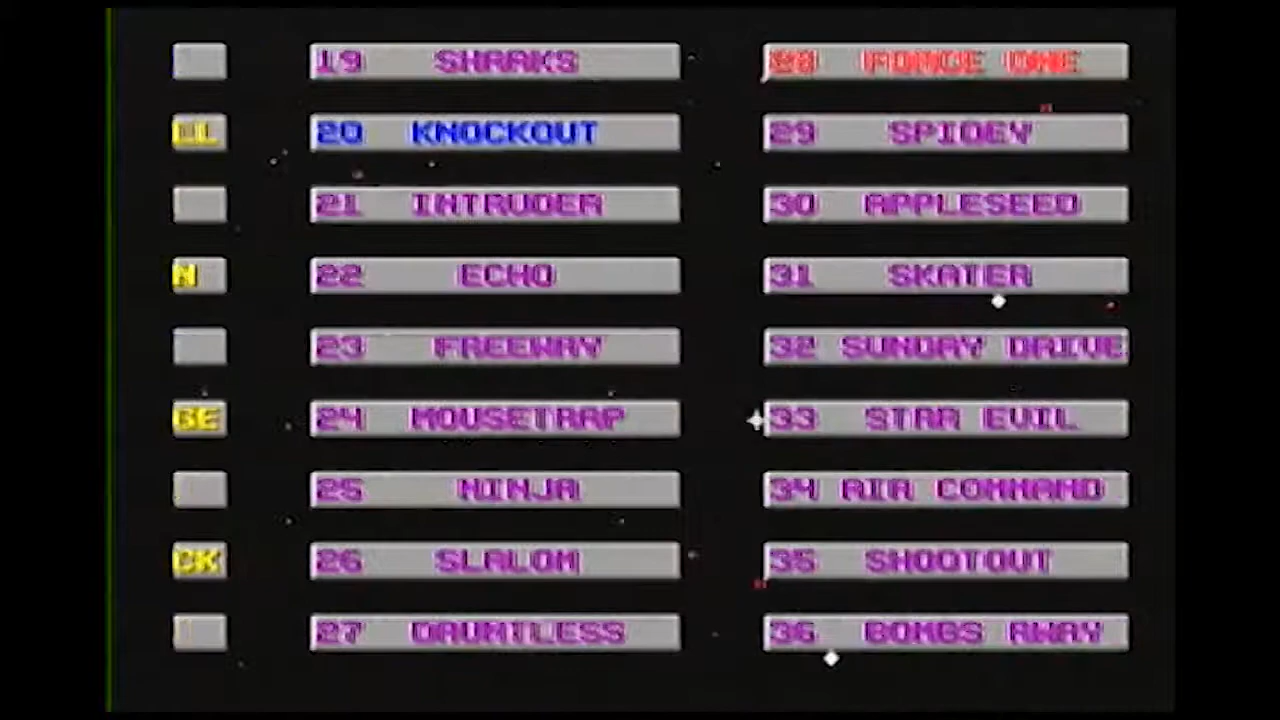 19 SHARKS 28 FORCE ONE
EL 20 KNOCKOUT 29 SPIDEY
21 INTRUDER 30 APPLESEED
N 22 ECHO 31 SKATER
23 FREEWAY 32 SUNDAY DRIVE
GE 24 MOUSETRAP 33 STAR EVIL
25 NINJA 34 AIR COMMAND
CK 26 SLALOM 35 SHOOTOUT
27 DAUNTLESS 36 BOMBS AWAY